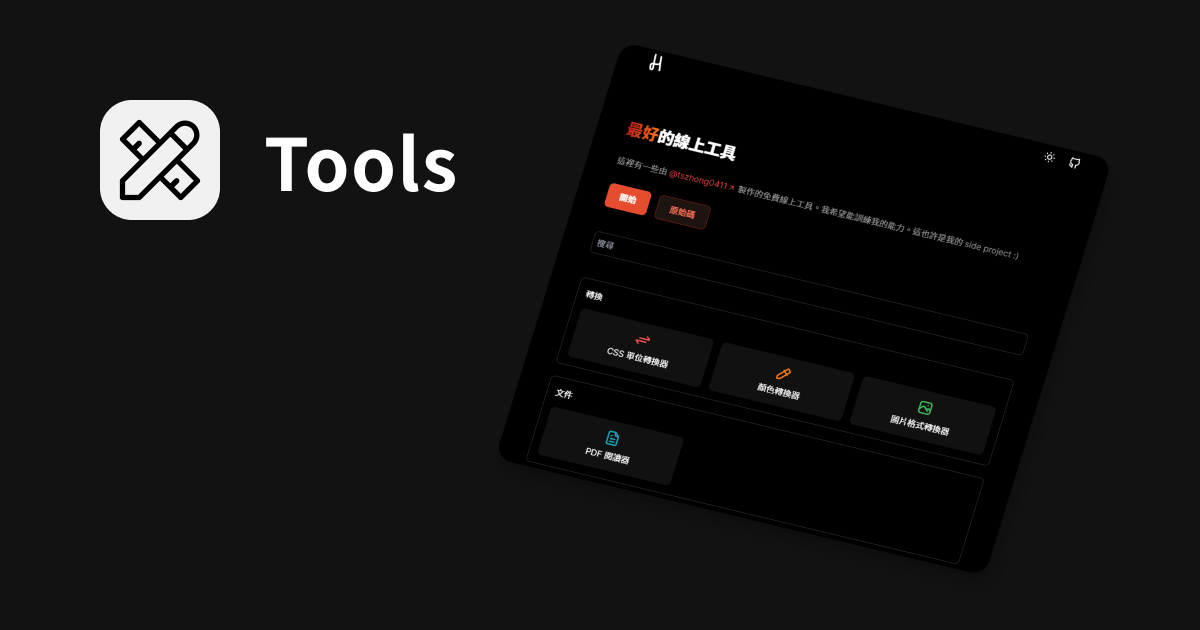 Tools
最好的線上工具
這裡有一些由 @tszhong0411 製作的免費線上工具。我希望能訓練我的能力。這也許是我的 side project :)
開始
原始碼
搜尋
轉換
CSS 單位轉換器
顏色轉換器
圖片格式轉換器
文件
PDF 閱讀器